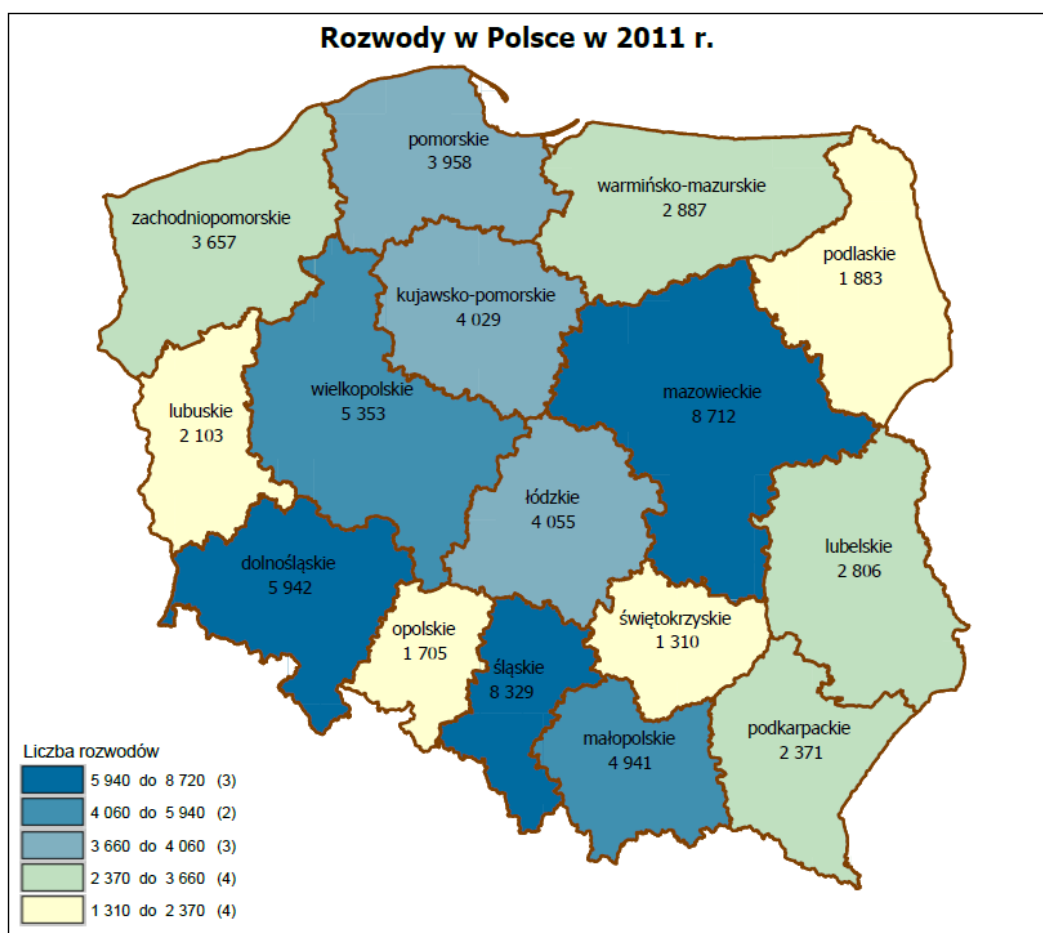 Rozwody w Polsce w 2011 r.
pomorskie
3 958
warmińsko-mazurskie
2 887
zachodniopomorskie
3 657
podlaskie
1 883
kujawsko-pomorskie
4 029
wielkopolskie
5 353
mazowieckie
8 712
lubuskie
2 103
łódzkie
4 055
lubelskie
2 806
dolnośląskie
5 942
świętokrzyskie
1 310
opolskie
1 705
śląskie
8 329
małopolskie
4 941
podkarpackie
2 371
Liczba rozwodów
5 940 do 8 720 (3)
4 060 do 5 940 (2)
3 660 do 4 060 (3)
2 370 do 3 660 (4)
1 310 do 2 370 (4)